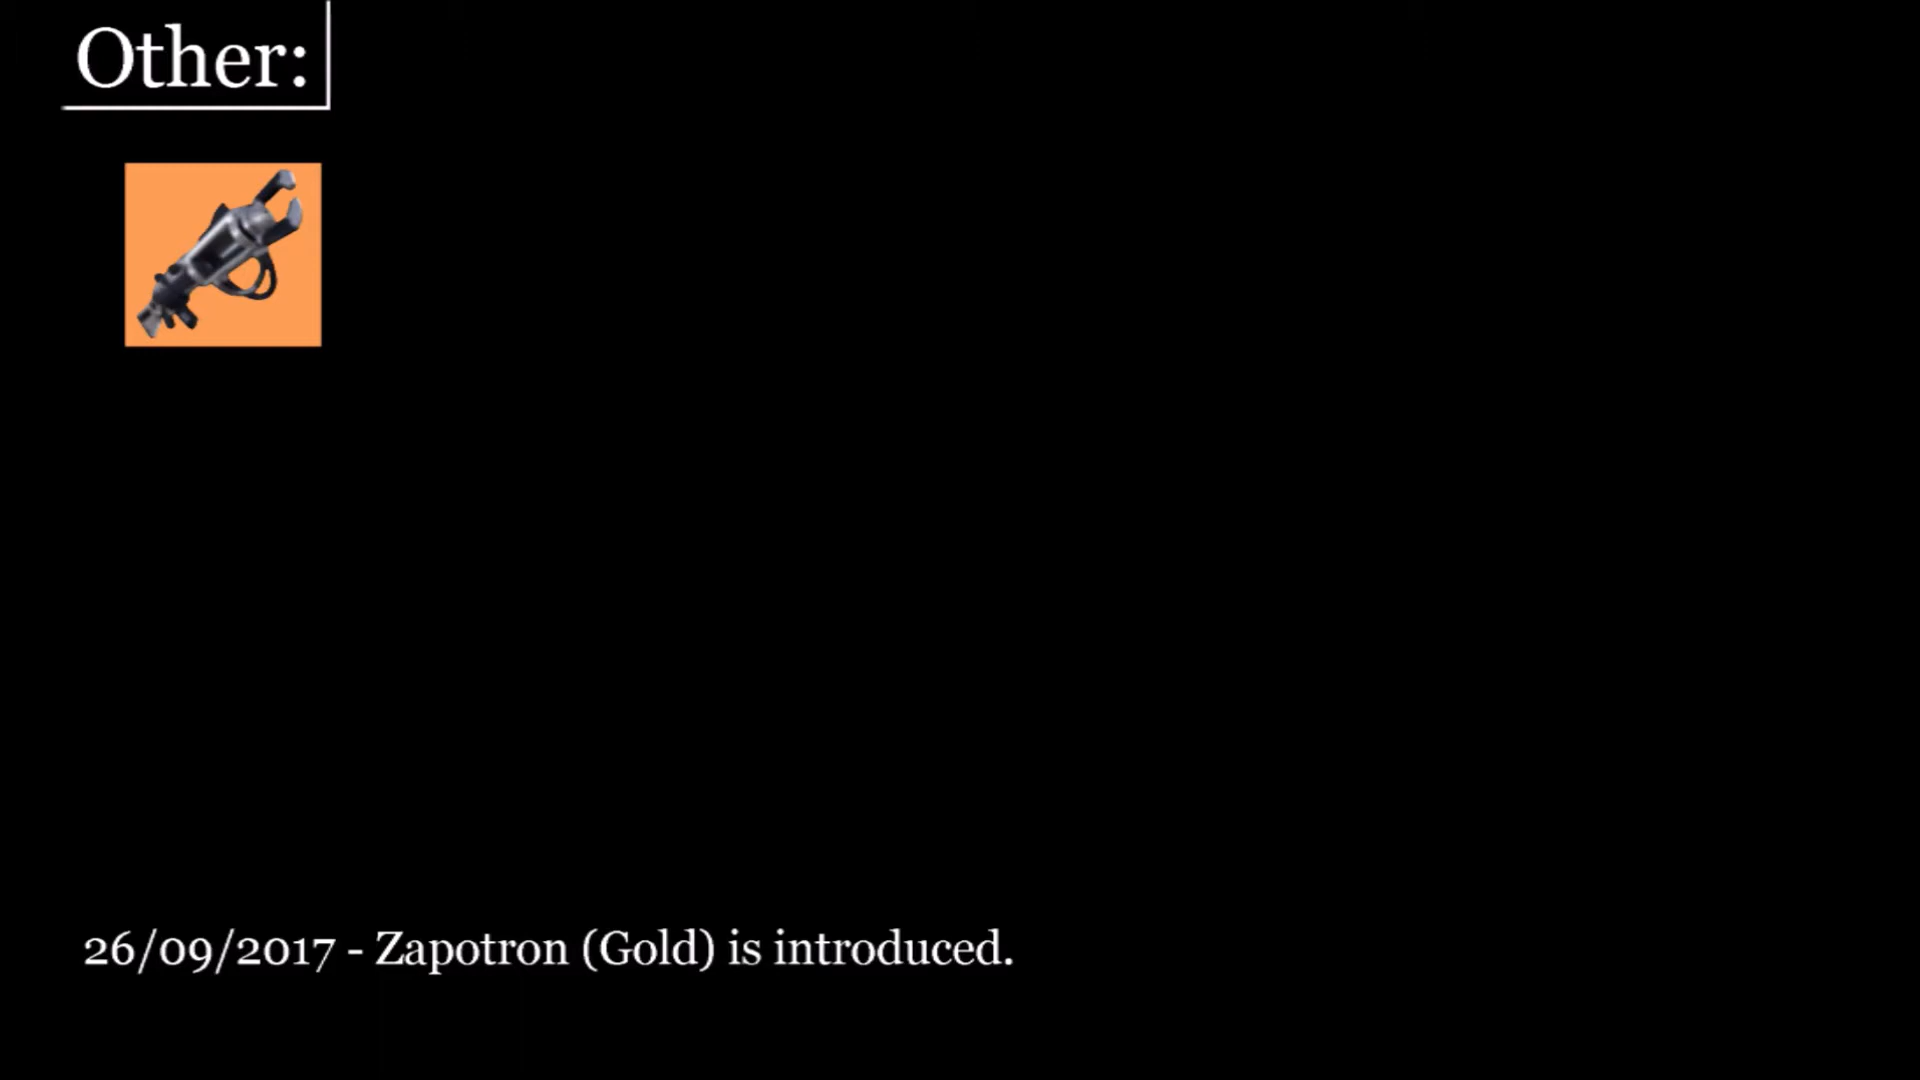 Other:
26/09/2017 - Zapotron (Gold) is introduced.